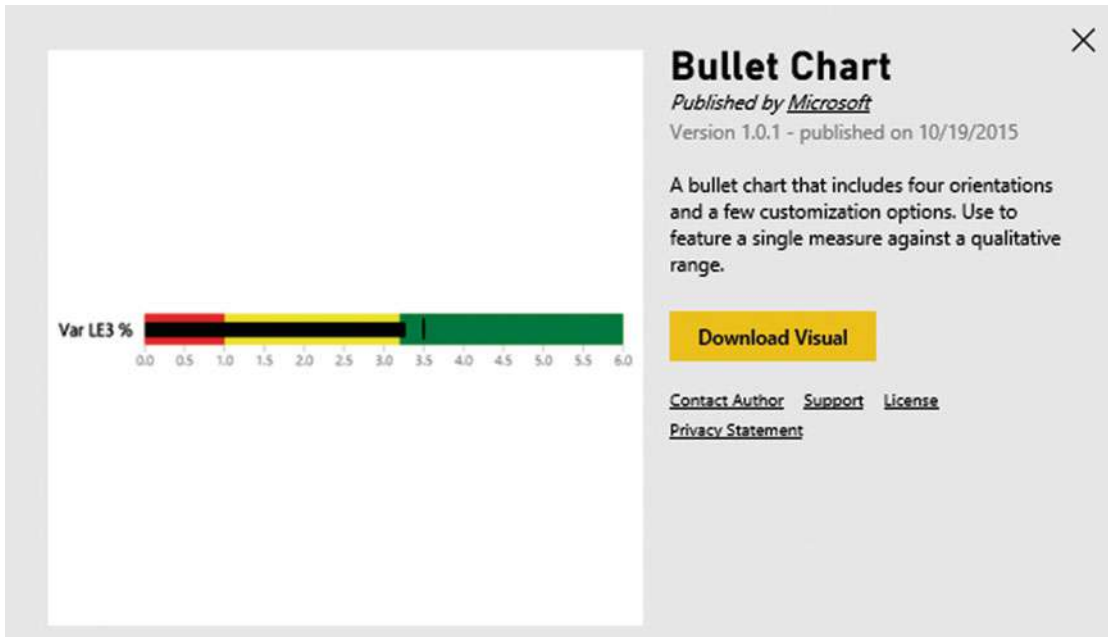 Bullet Chart
Published by Microsoft
Version 1.0.1 - published on 10/19/2015
A bullet chart that includes four orientations
and a few customization options. Use to
feature a single measure against a qualitative
range.
Var LE3 %
0.0 0.5 1.0 1.5 2.0 2.5 3.0 3.5 4.0 4.5 5.0 5.5 6.0
Download Visual
Contact Author Support License
Privacy Statement